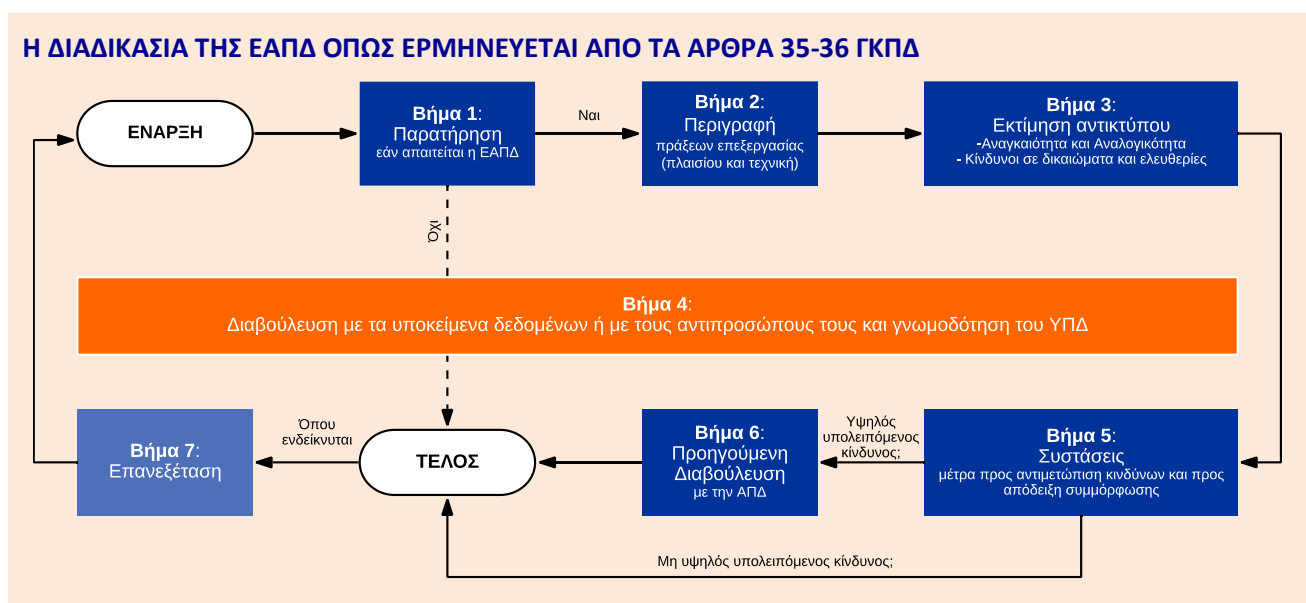 Η ΔΙΑΔΙΚΑΣΙΑ ΤΗΣ ΕΑΠΔ ΟΠΩΣ ΕΡΜΗΝΕΥΕΤΑΙ ΑΠΟ ΤΑ ΑΡΘΡΑ 35-36 ΓΚΠΔ
ΕΝΑΡΞΗ
Βήμα 1:
Παρατήρηση
εάν απαιτείται η ΕΑΠΔ
Ναι
Βήμα 2:
Περιγραφή
πράξεων επεξεργασίας
(πλαισίου και τεχνική)
Βήμα 3:
Εκτίμηση αντικτύπου
-Αναγκαιότητα και Αναλογικότητα
- Κίνδυνοι σε δικαιώματα και ελευθερίες
Όχι
Βήμα 4:
Διαβούλευση με τα υποκείμενα δεδομένων ή με τους αντιπροσώπους τους και γνωμοδότηση του ΥΠΔ
Βήμα 7:
Επανεξέταση
Όπου
ενδείκνυται
ΤΕΛΟΣ
Βήμα 6:
Προηγούμενη
Διαβούλευση
με την ΑΠΔ
Υψηλός
υπολειπόμενος
κίνδυνος;
Βήμα 5:
Συστάσεις
μέτρα προς αντιμετώπιση κινδύνων και προς
απόδειξη συμμόρφωσης
Μη υψηλός υπολειπόμενος κίνδυνος;